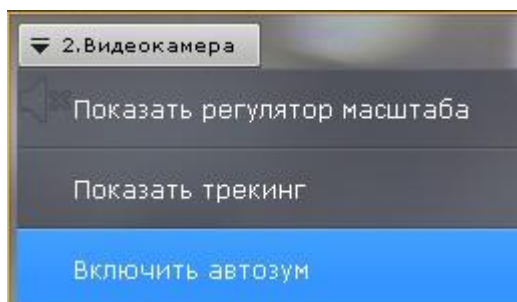 2.Видеокамера
Показать регулятор масштаба
Показать трекинг
Включить автозум